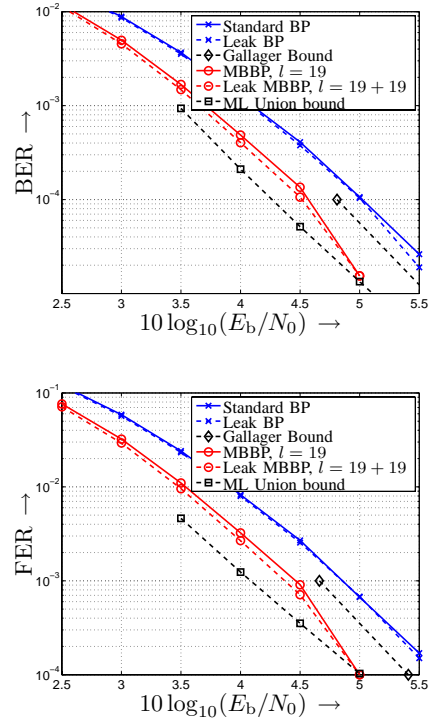 10⁻²
10⁻³
10⁻⁴
BER →
Standard BP
Leak BP
Gallager Bound
MBBP, l = 19
Leak MBBP, l = 19 + 19
ML Union bound
2.5 3 3.5 4 4.5 5 5.5
10 log₁₀(E_b/N₀) →
10⁻¹
10⁻²
10⁻³
10⁻⁴
FER →
Standard BP
Leak BP
Gallager Bound
MBBP, l = 19
Leak MBBP, l = 19 + 19
ML Union bound
2.5 3 3.5 4 4.5 5 5.5
10 log₁₀(E_b/N₀) →